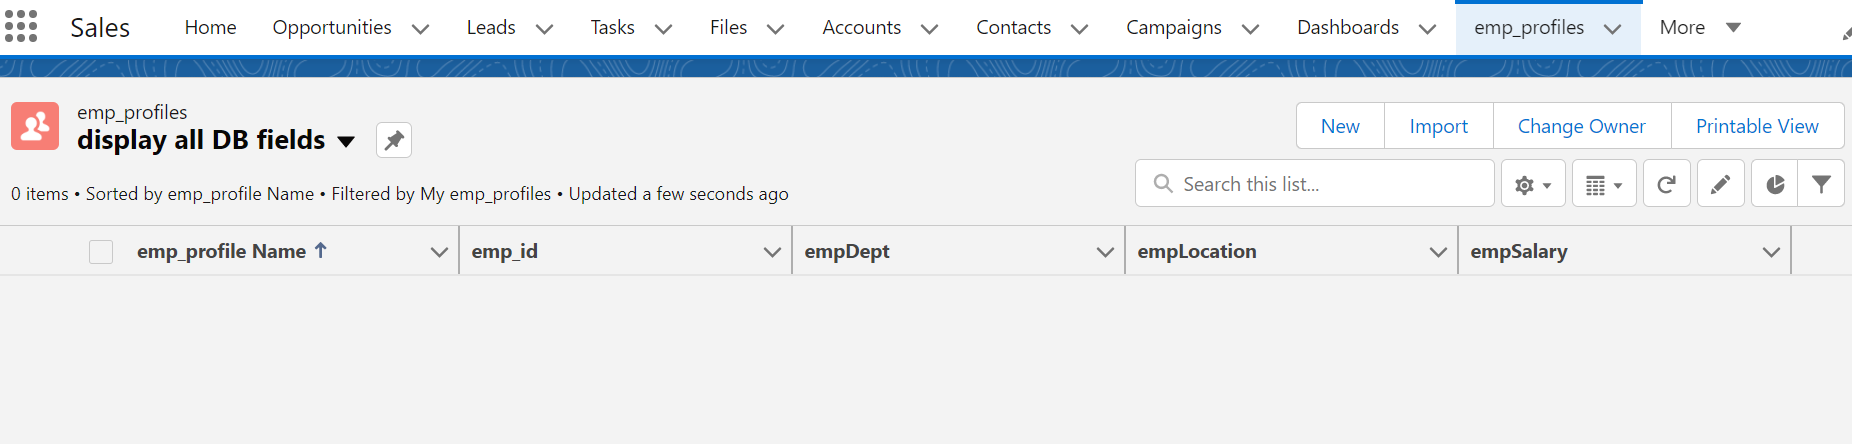 Sales Home Opportunities Leads Tasks Files Accounts Contacts Campaigns Dashboards emp_profiles More
emp_profiles
display all DB fields
New Import Change Owner Printable View
0 items • Sorted by emp_profile Name • Filtered by My emp_profiles • Updated a few seconds ago
Search this list...
emp_profile Name emp_id empDept empLocation empSalary